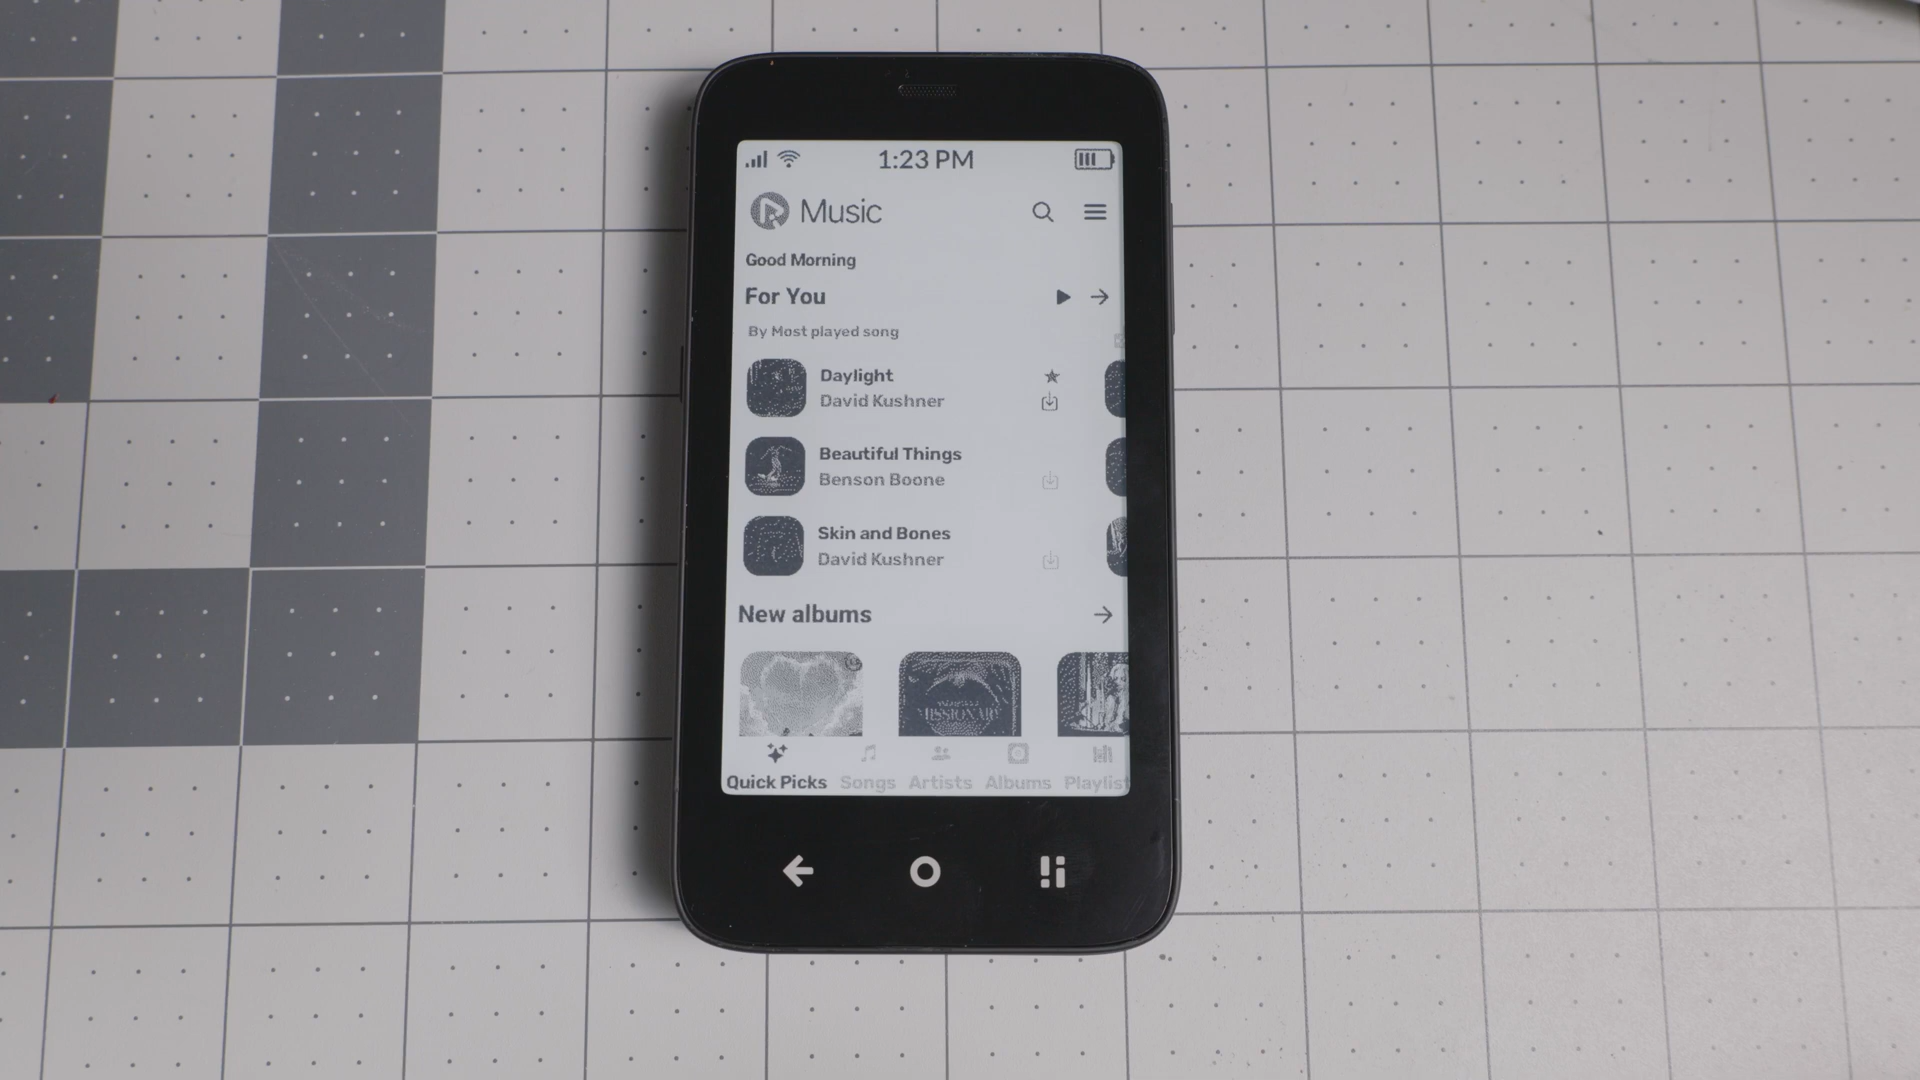 1:23 PM
Music
Good Morning
For You
By Most played song
Daylight
David Kushner
Beautiful Things
Benson Boone
Skin and Bones
David Kushner
New albums
Quick Picks Songs Artists Albums Playlist